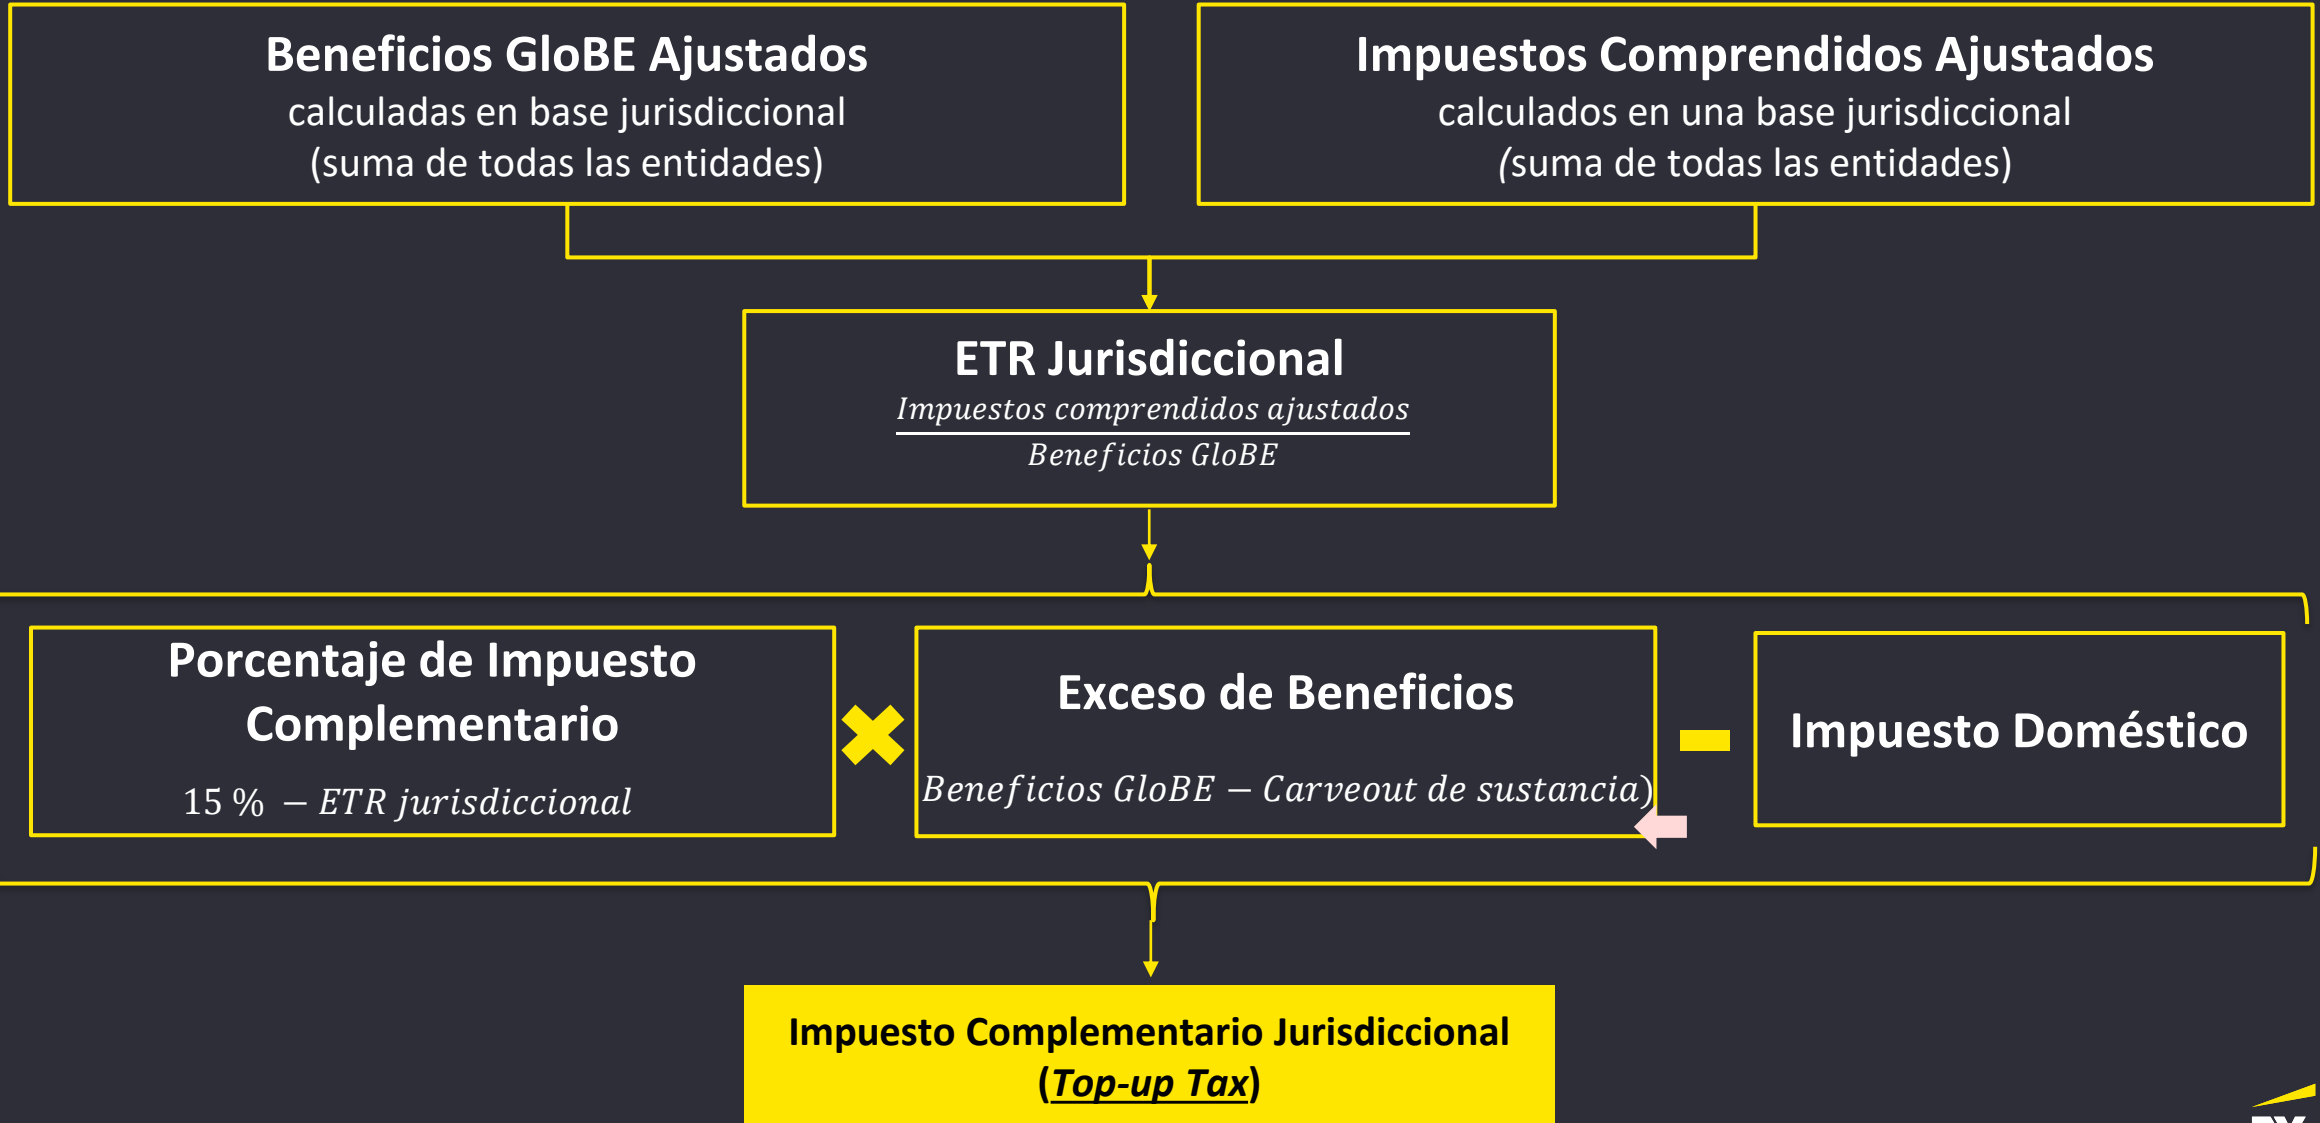 Beneficios GloBE Ajustados
calculadas en base jurisdiccional
(suma de todas las entidades)
Impuestos Comprendidos Ajustados
calculados en una base jurisdiccional
(suma de todas las entidades)
ETR Jurisdiccional
Impuestos comprendidos ajustados
Beneficios GloBE
Porcentaje de Impuesto
Complementario
15 % − ETR jurisdiccional
Exceso de Beneficios
Beneficios GloBE − Carveout de sustancia)
Impuesto Doméstico
Impuesto Complementario Jurisdiccional
(Top-up Tax)